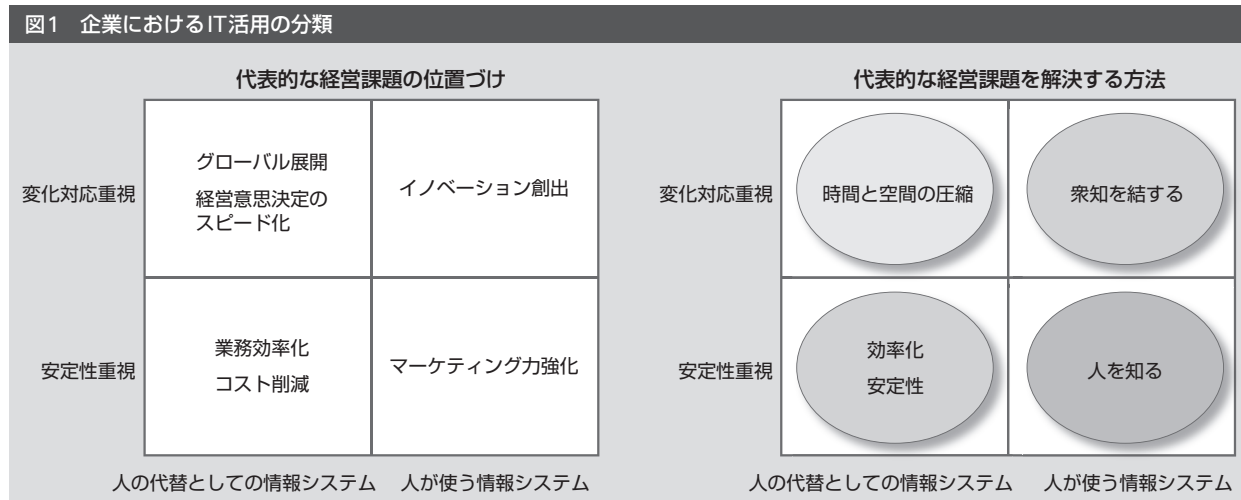 図1　企業におけるIT活用の分類
代表的な経営課題の位置づけ
変化対応重視
グローバル展開
経営意思決定の
スピード化
イノベーション創出
安定性重視
業務効率化
コスト削減
マーケティング力強化
人の代替としての情報システム
人が使う情報システム
代表的な経営課題を解決する方法
変化対応重視
時間と空間の圧縮
衆知を結する
安定性重視
効率化
安定性
人を知る
人の代替としての情報システム
人が使う情報システム